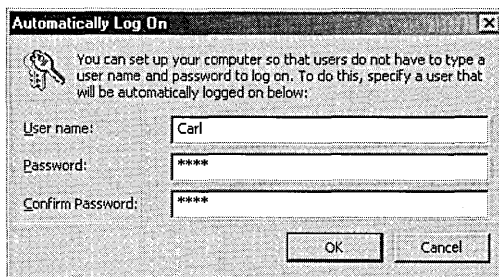 Automatically Log On
You can set up your computer so that users do not have to type a
user name and password to log on. To do this, specify a user that
will be automatically logged on below:
User name:
Carl
Password:
****
Confirm Password:
****
OK
Cancel